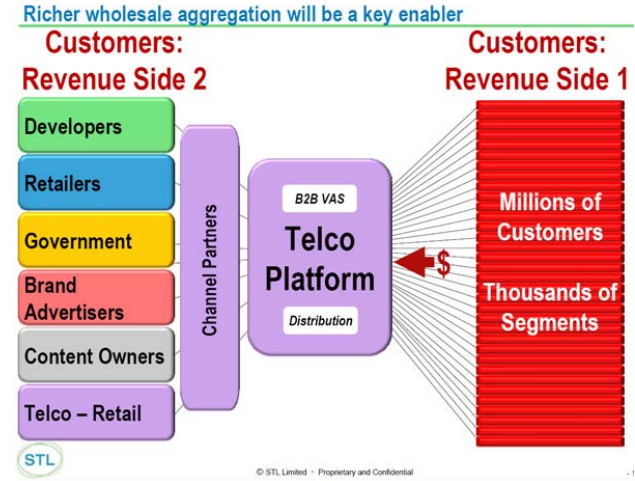 Richer wholesale aggregation will be a key enabler
Customers:
Revenue Side 2
Customers:
Revenue Side 1
Developers
Retailers
Government
Brand
Advertisers
Content Owners
Telco – Retail
Channel Partners
B2B VAS
Telco
Platform
Distribution
$
Millions of
Customers
Thousands of
Segments
STL
© STL Limited • Proprietary and Confidential